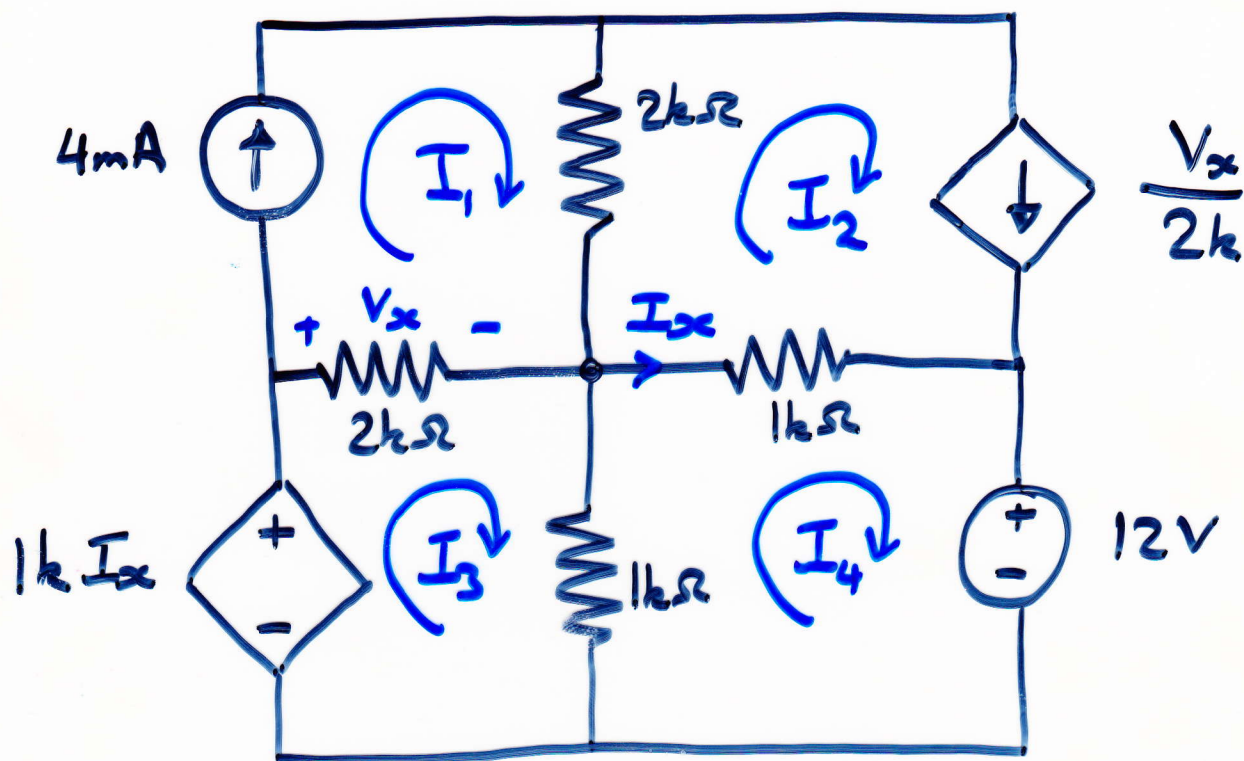 2kΩ
4mA
I₁
I₂
Vx
2k
+ Vx -
Ix
2kΩ
1kΩ
1k Ix
+
-
I₃
1kΩ
I₄
+
-
12V